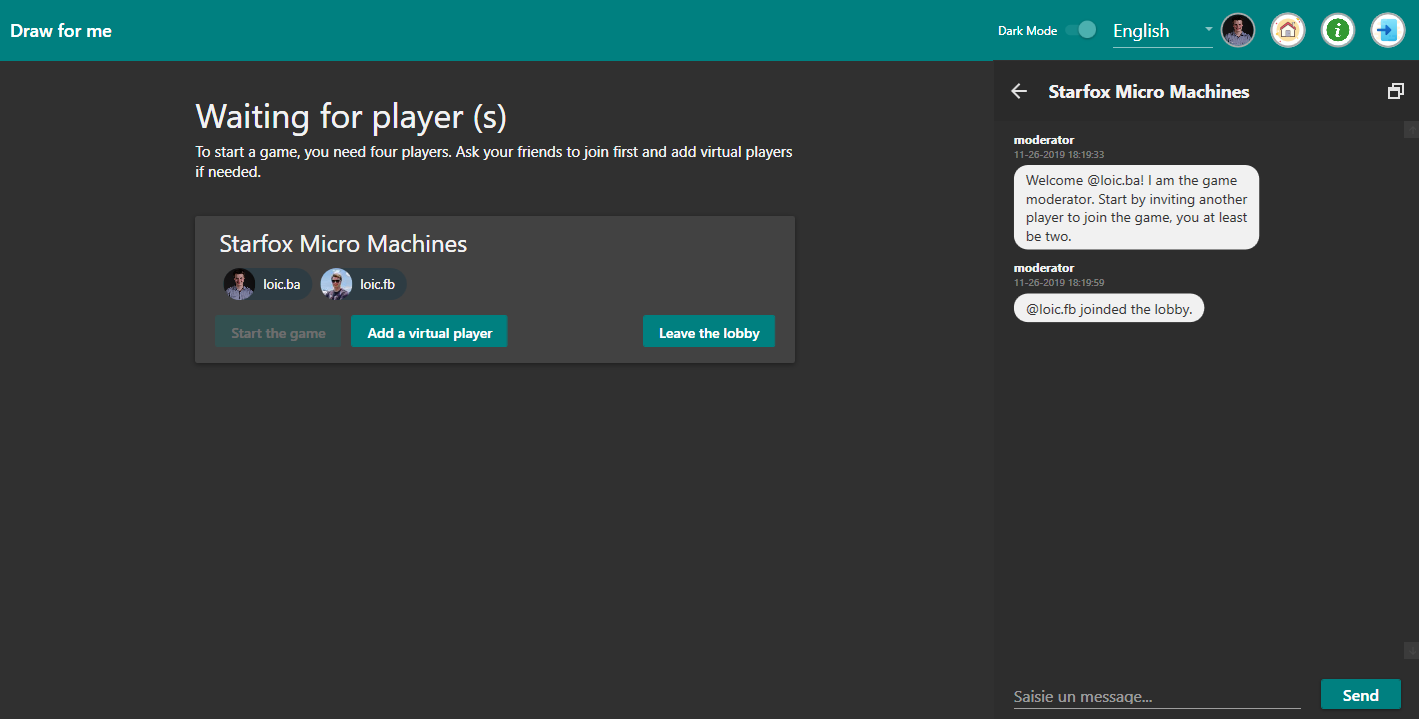 Draw for me
Dark Mode
English
Waiting for player (s)
To start a game, you need four players. Ask your friends to join first and add virtual players
if needed.
Starfox Micro Machines
loic.ba
loic.fb
Start the game
Add a virtual player
Leave the lobby
Starfox Micro Machines
moderator
11-26-2019 18:19:33
Welcome @loic.ba! I am the game
moderator. Start by inviting another
player to join the game, you at least
be two.
moderator
11-26-2019 18:19:59
@loic.fb joinded the lobby.
Saisie un message...
Send